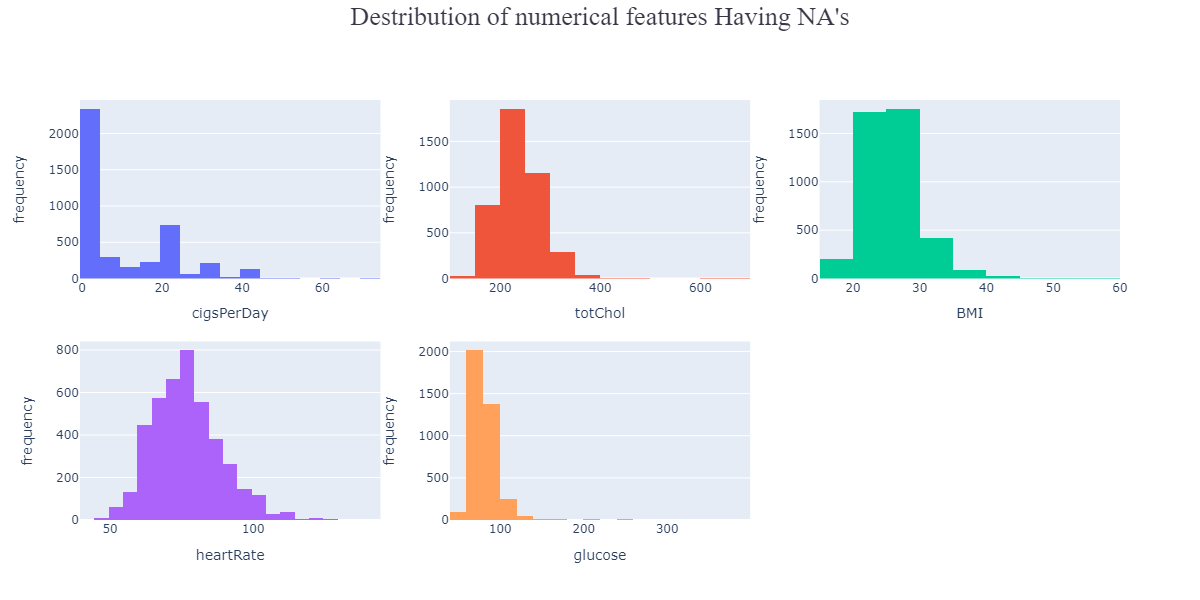 Destribution of numerical features Having NA's
frequency
2000
1500
1000
500
0
0 20 40 60
cigsPerDay
frequency
1500
1000
500
0
200 400 600
totChol
frequency
1500
1000
500
0
20 30 40 50 60
BMI
frequency
800
600
400
200
0
50 100
heartRate
frequency
2000
1500
1000
500
0
100 200 300
glucose